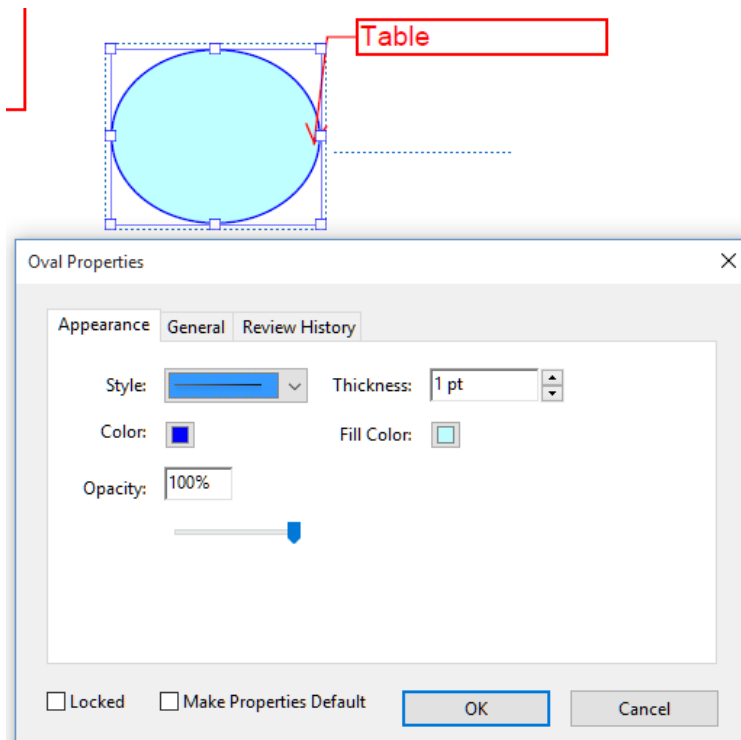 Table
Oval Properties
Appearance General Review History
Style: Thickness: 1 pt
Color: Fill Color:
Opacity: 100%
Locked Make Properties Default OK Cancel